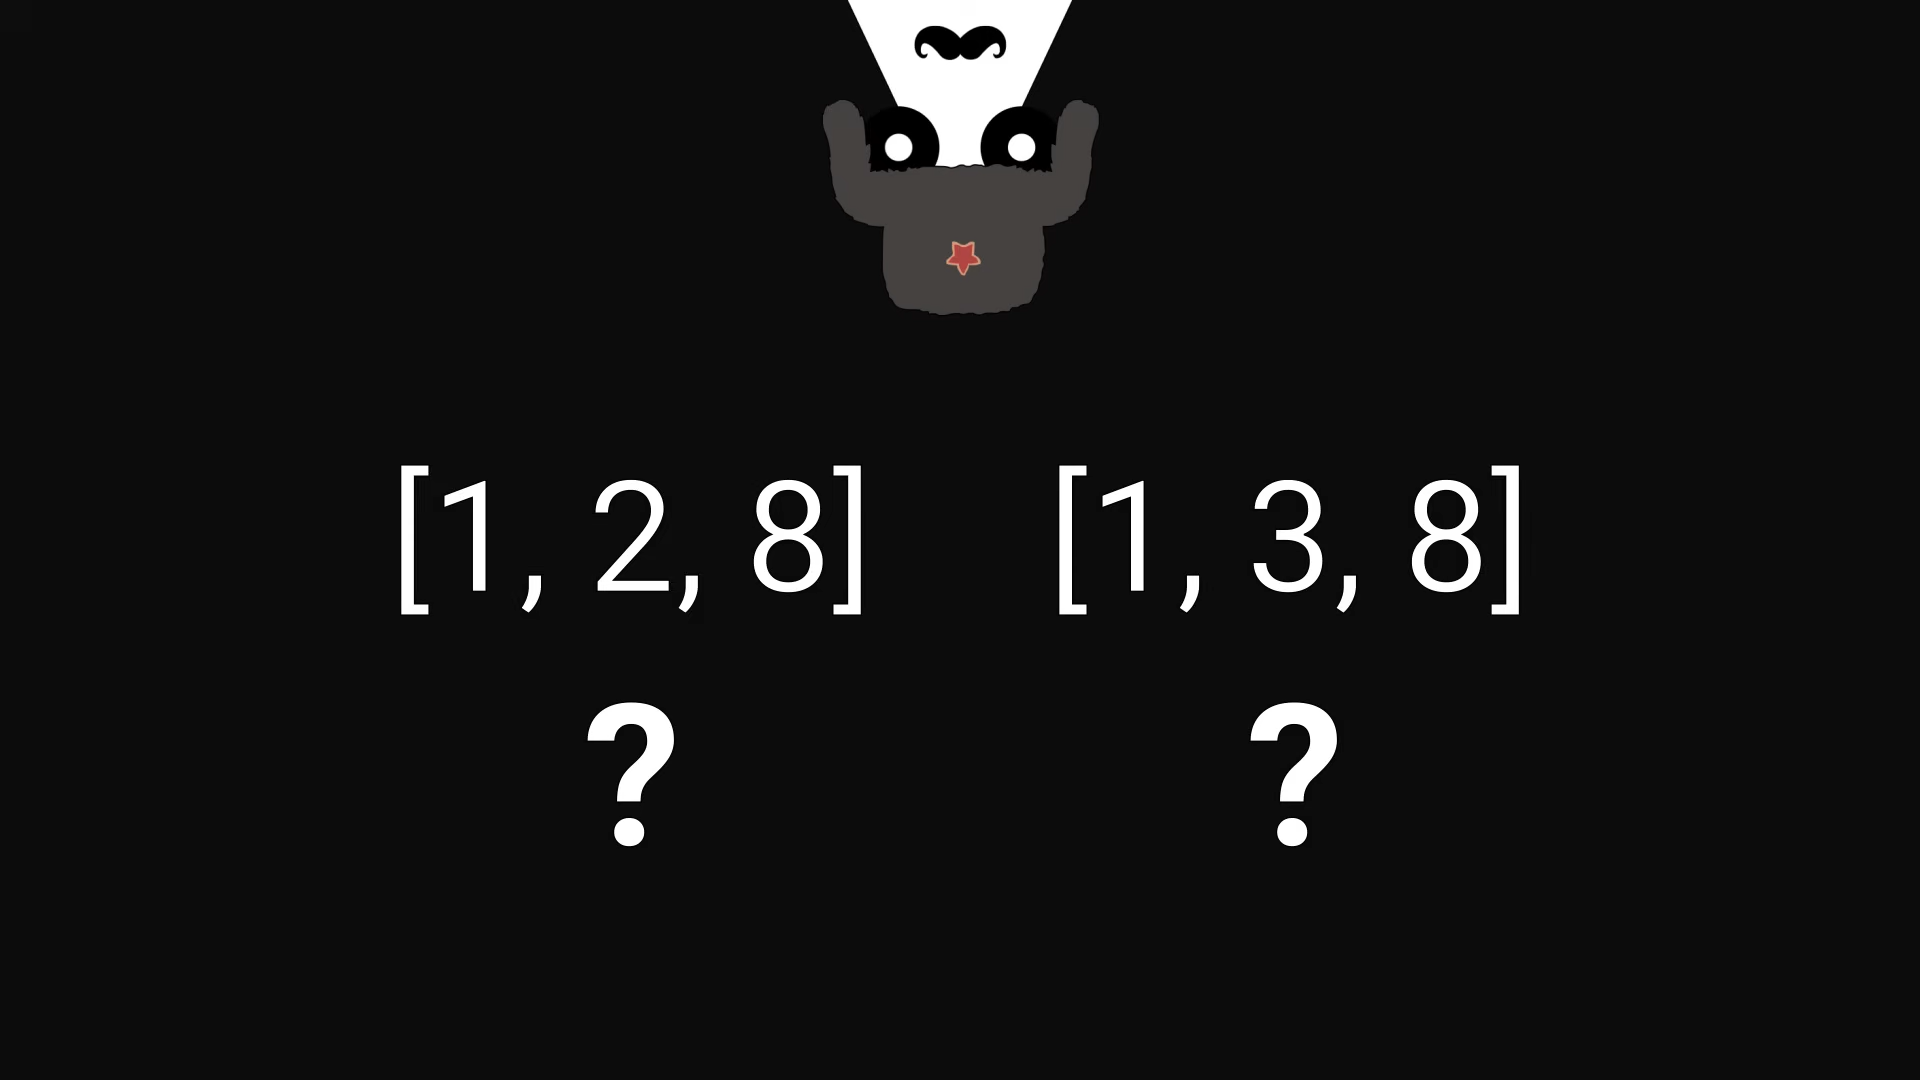 [1, 2, 8] [1, 3, 8]
? ?